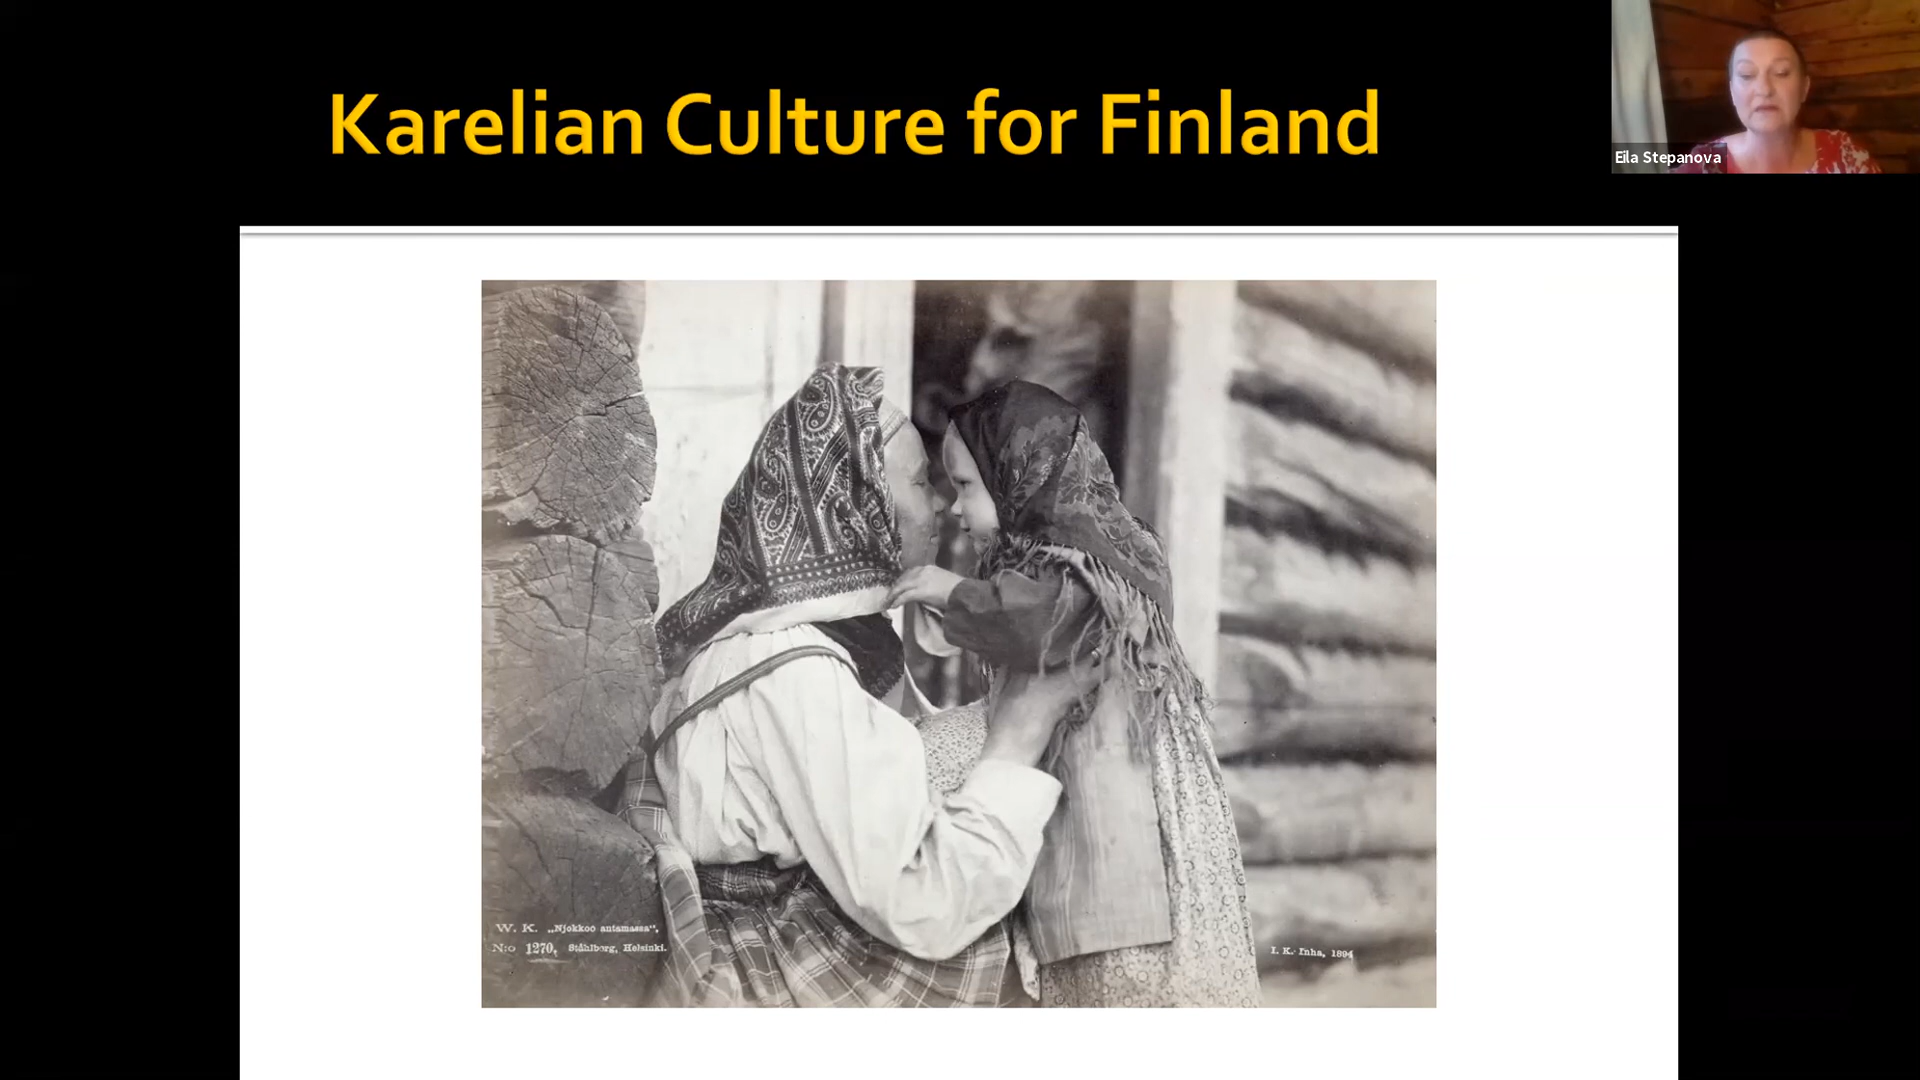 Karelian Culture for Finland
Eila Stepanova
W. K. „Njokkoo antamassa“,
N:o 1270, Ståhlberg, Helsinki.
I. K. Inha, 1894